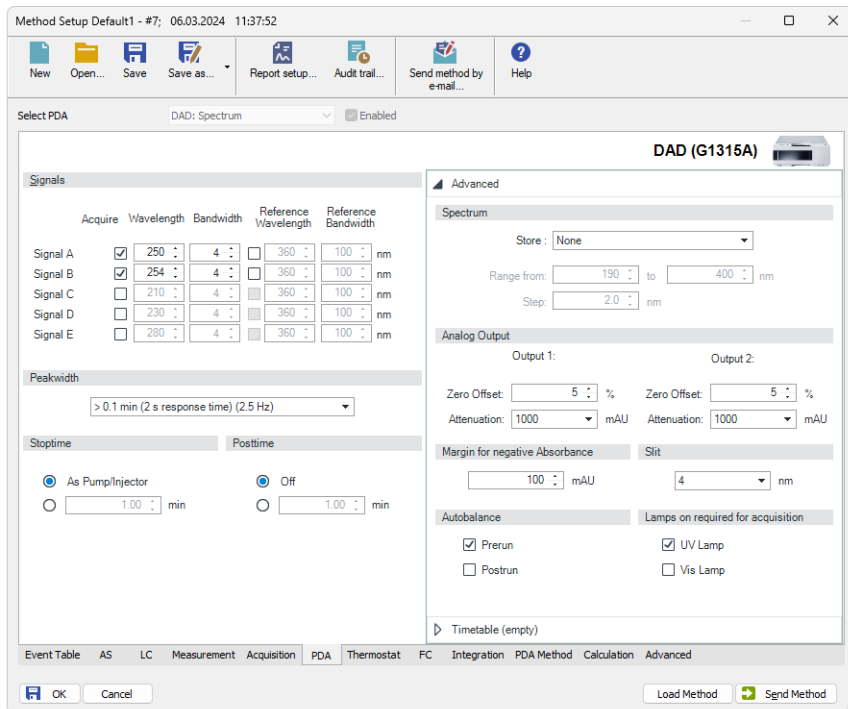 Method Setup Default1 - #7;   06.03.2024   11:37:52
New   Open...   Save   Save as...   Report setup...   Audit trail...   Send method by e-mail...   Help
Select PDA   DAD: Spectrum   Enabled
DAD (G1315A)
Signals
Acquire   Wavelength   Bandwidth   Reference Wavelength   Reference Bandwidth
Signal A   250   4   360   100   nm
Signal B   254   4   360   100   nm
Signal C   210   4   360   100   nm
Signal D   230   4   360   100   nm
Signal E   280   4   360   100   nm
Peakwidth
> 0.1 min (2 s response time) (2.5 Hz)
Stoptime   Posttime
As Pump/Injector   Off
1.00   min   1.00   min
Advanced
Spectrum
Store :   None
Range from:   190   to   400   nm
Step:   2.0   nm
Analog Output
Output 1:   Output 2:
Zero Offset:   5   %   Zero Offset:   5   %
Attenuation:   1000   mAU   Attenuation:   1000   mAU
Margin for negative Absorbance   Slit
100   mAU   4   nm
Autobalance   Lamps on required for acquisition
Prerun   UV Lamp
Postrun   Vis Lamp
Timetable (empty)
Event Table   AS   LC   Measurement   Acquisition   PDA   Thermostat   FC   Integration   PDA Method   Calculation   Advanced
OK   Cancel   Load Method   Send Method